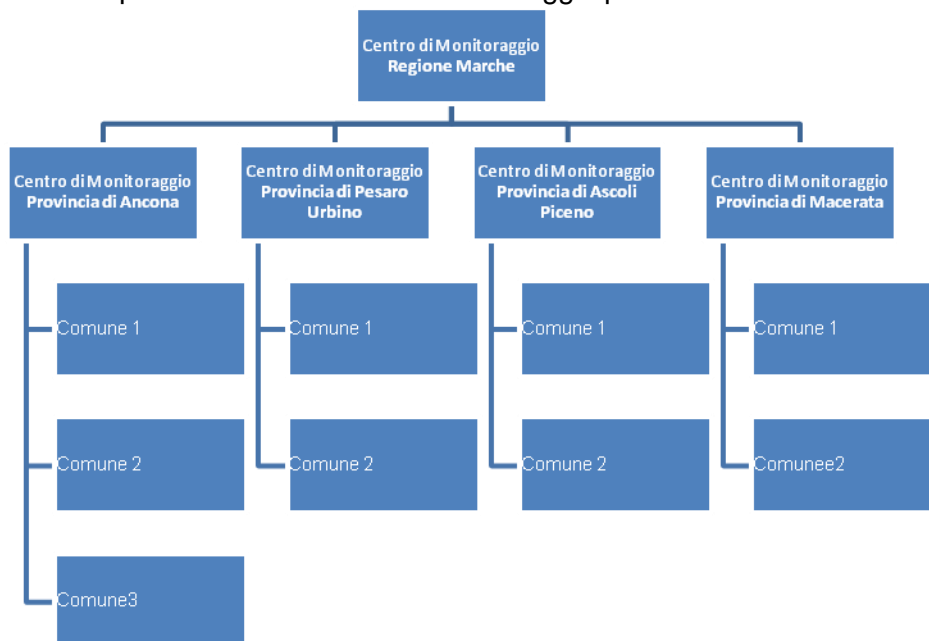 Centro di Monitoraggio
Regione Marche
Centro di Monitoraggio
Provincia di Ancona
Centro di Monitoraggio
Provincia di Pesaro
Urbino
Centro di Monitoraggio
Provincia di Ascoli
Piceno
Centro di Monitoraggio
Provincia di Macerata
Comune 1
Comune 1
Comune 1
Comune 1
Comune 2
Comune 2
Comune 2
Comunee2
Comune3